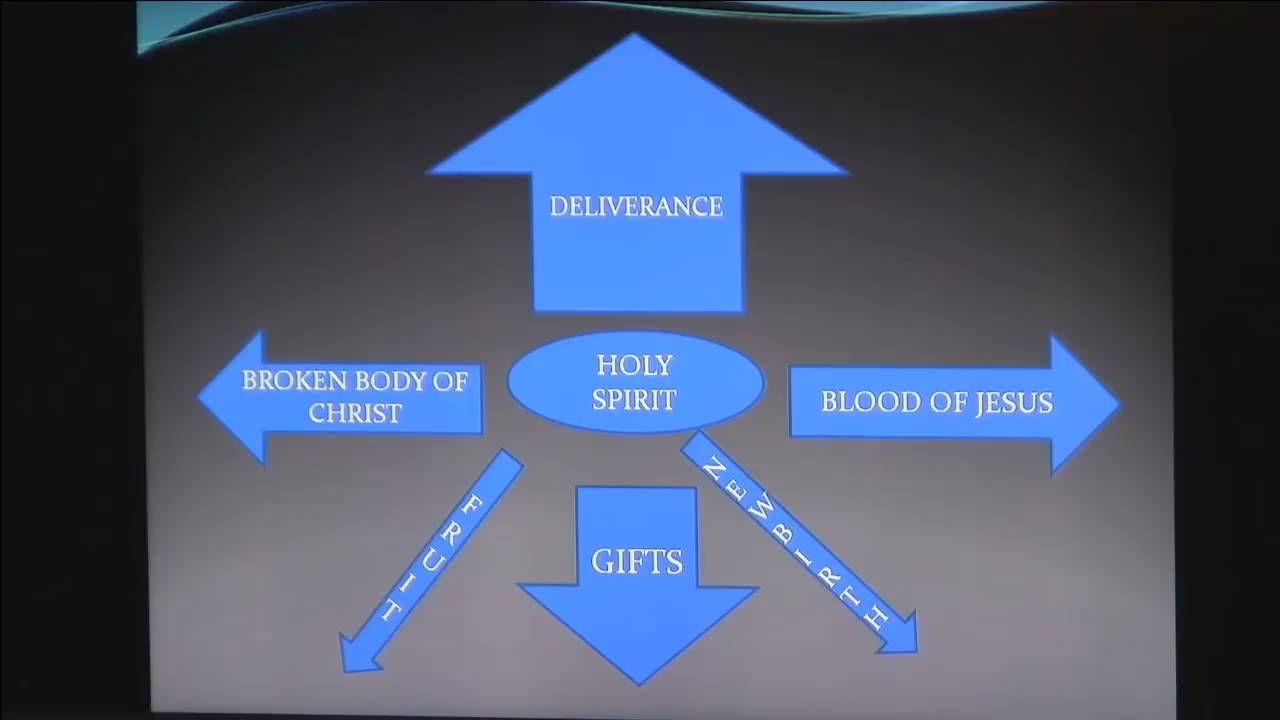 DELIVERANCE
HOLY
SPIRIT
BROKEN BODY OF
CHRIST
BLOOD OF JESUS
FRUIT
GIFTS
NEW BIRTH